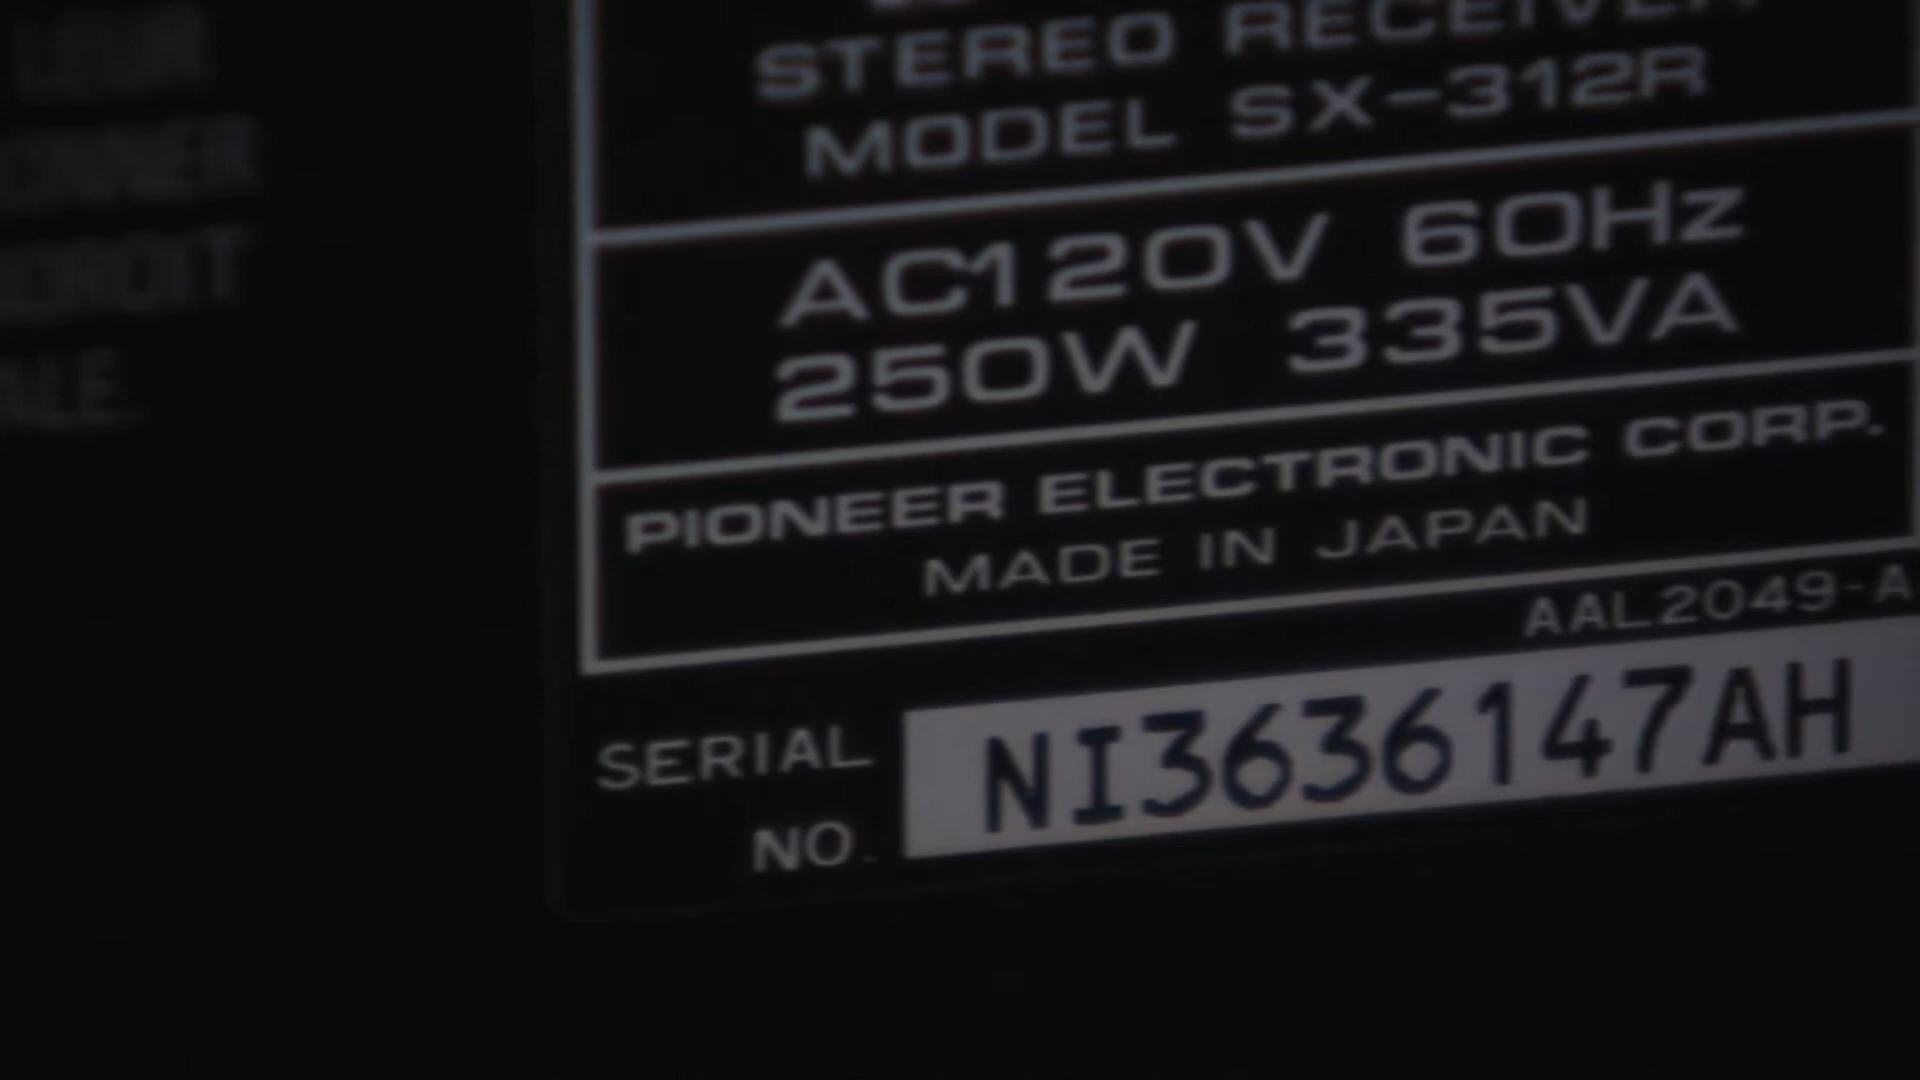 STEREO RECEIVER
MODEL SX-312R
AC120V 60Hz
250W 335VA
PIONEER ELECTRONIC CORP.
MADE IN JAPAN
AAL2049-A
SERIAL
NO.
NI3636147AH